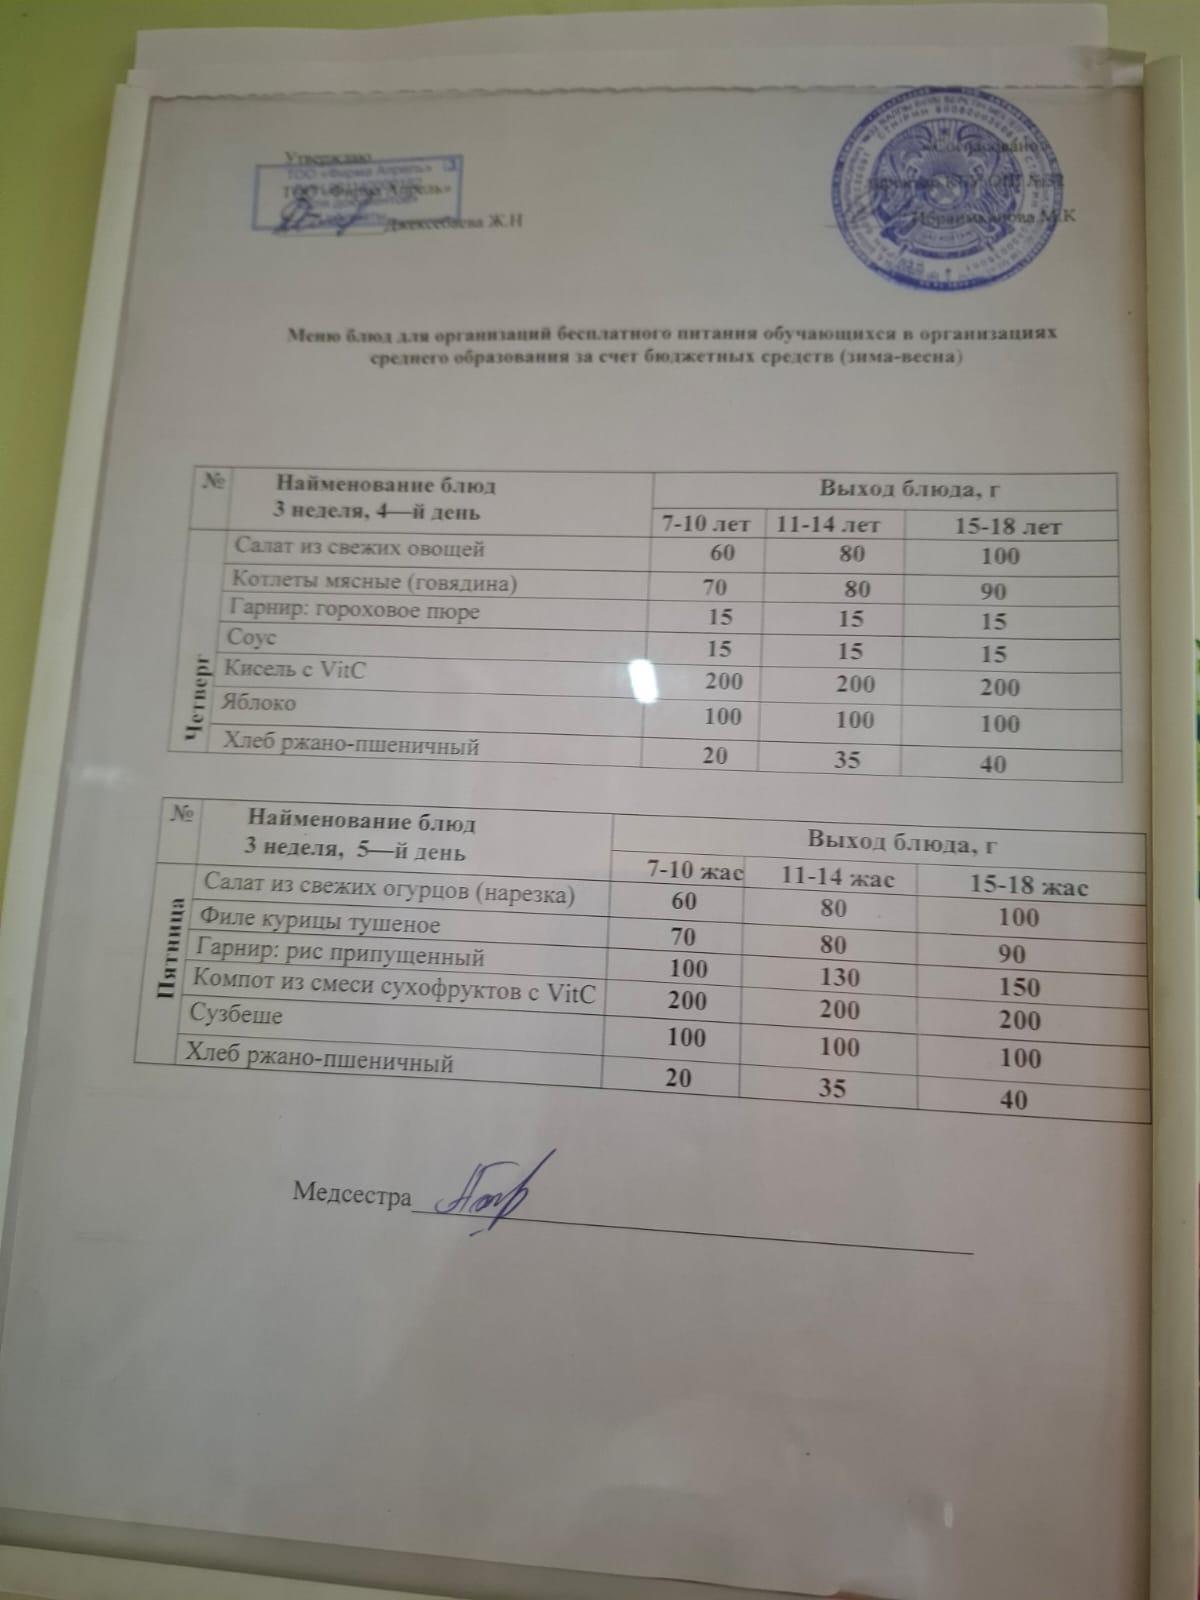 Утверждаю
ТОО «Фирма Апрель»
ТОО «Фирма Апрель»
Джексебаева Ж.Н
«Согласовано»
Ибраимжанова М.К
Меню блюд для организаций бесплатного питания обучающихся в организациях
среднего образования за счет бюджетных средств (зима-весна)
№ Найменование блюд Выход блюда, г
3 неделя, 4—й день
7-10 лет 11-14 лет 15-18 лет
Четверг
Салат из свежих овощей 60 80 100
Котлеты мясные (говядина) 70 80 90
Гарнир: гороховое пюре 15 15 15
Соус 15 15 15
Кисель с VitC 200 200 200
Яблоко 100 100 100
Хлеб ржано-пшеничный 20 35 40
№ Найменование блюд Выход блюда, г
3 неделя, 5—й день
7-10 жас 11-14 жас 15-18 жас
Пятница
Салат из свежих огурцов (нарезка) 60 80 100
Филе курицы тушеное 70 80 90
Гарнир: рис припущенный 100 130 150
Компот из смеси сухофруктов с VitC 200 200 200
Сузбеше 100 100 100
Хлеб ржано-пшеничный 20 35 40
Медсестра